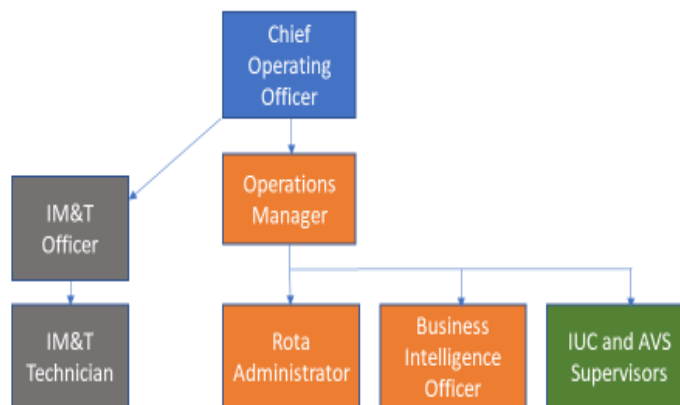 Chief
Operating
Officer
Operations
Manager
IM&T
Officer
IM&T
Technician
Rota
Administrator
Business
Intelligence
Officer
IUC and AVS
Supervisors